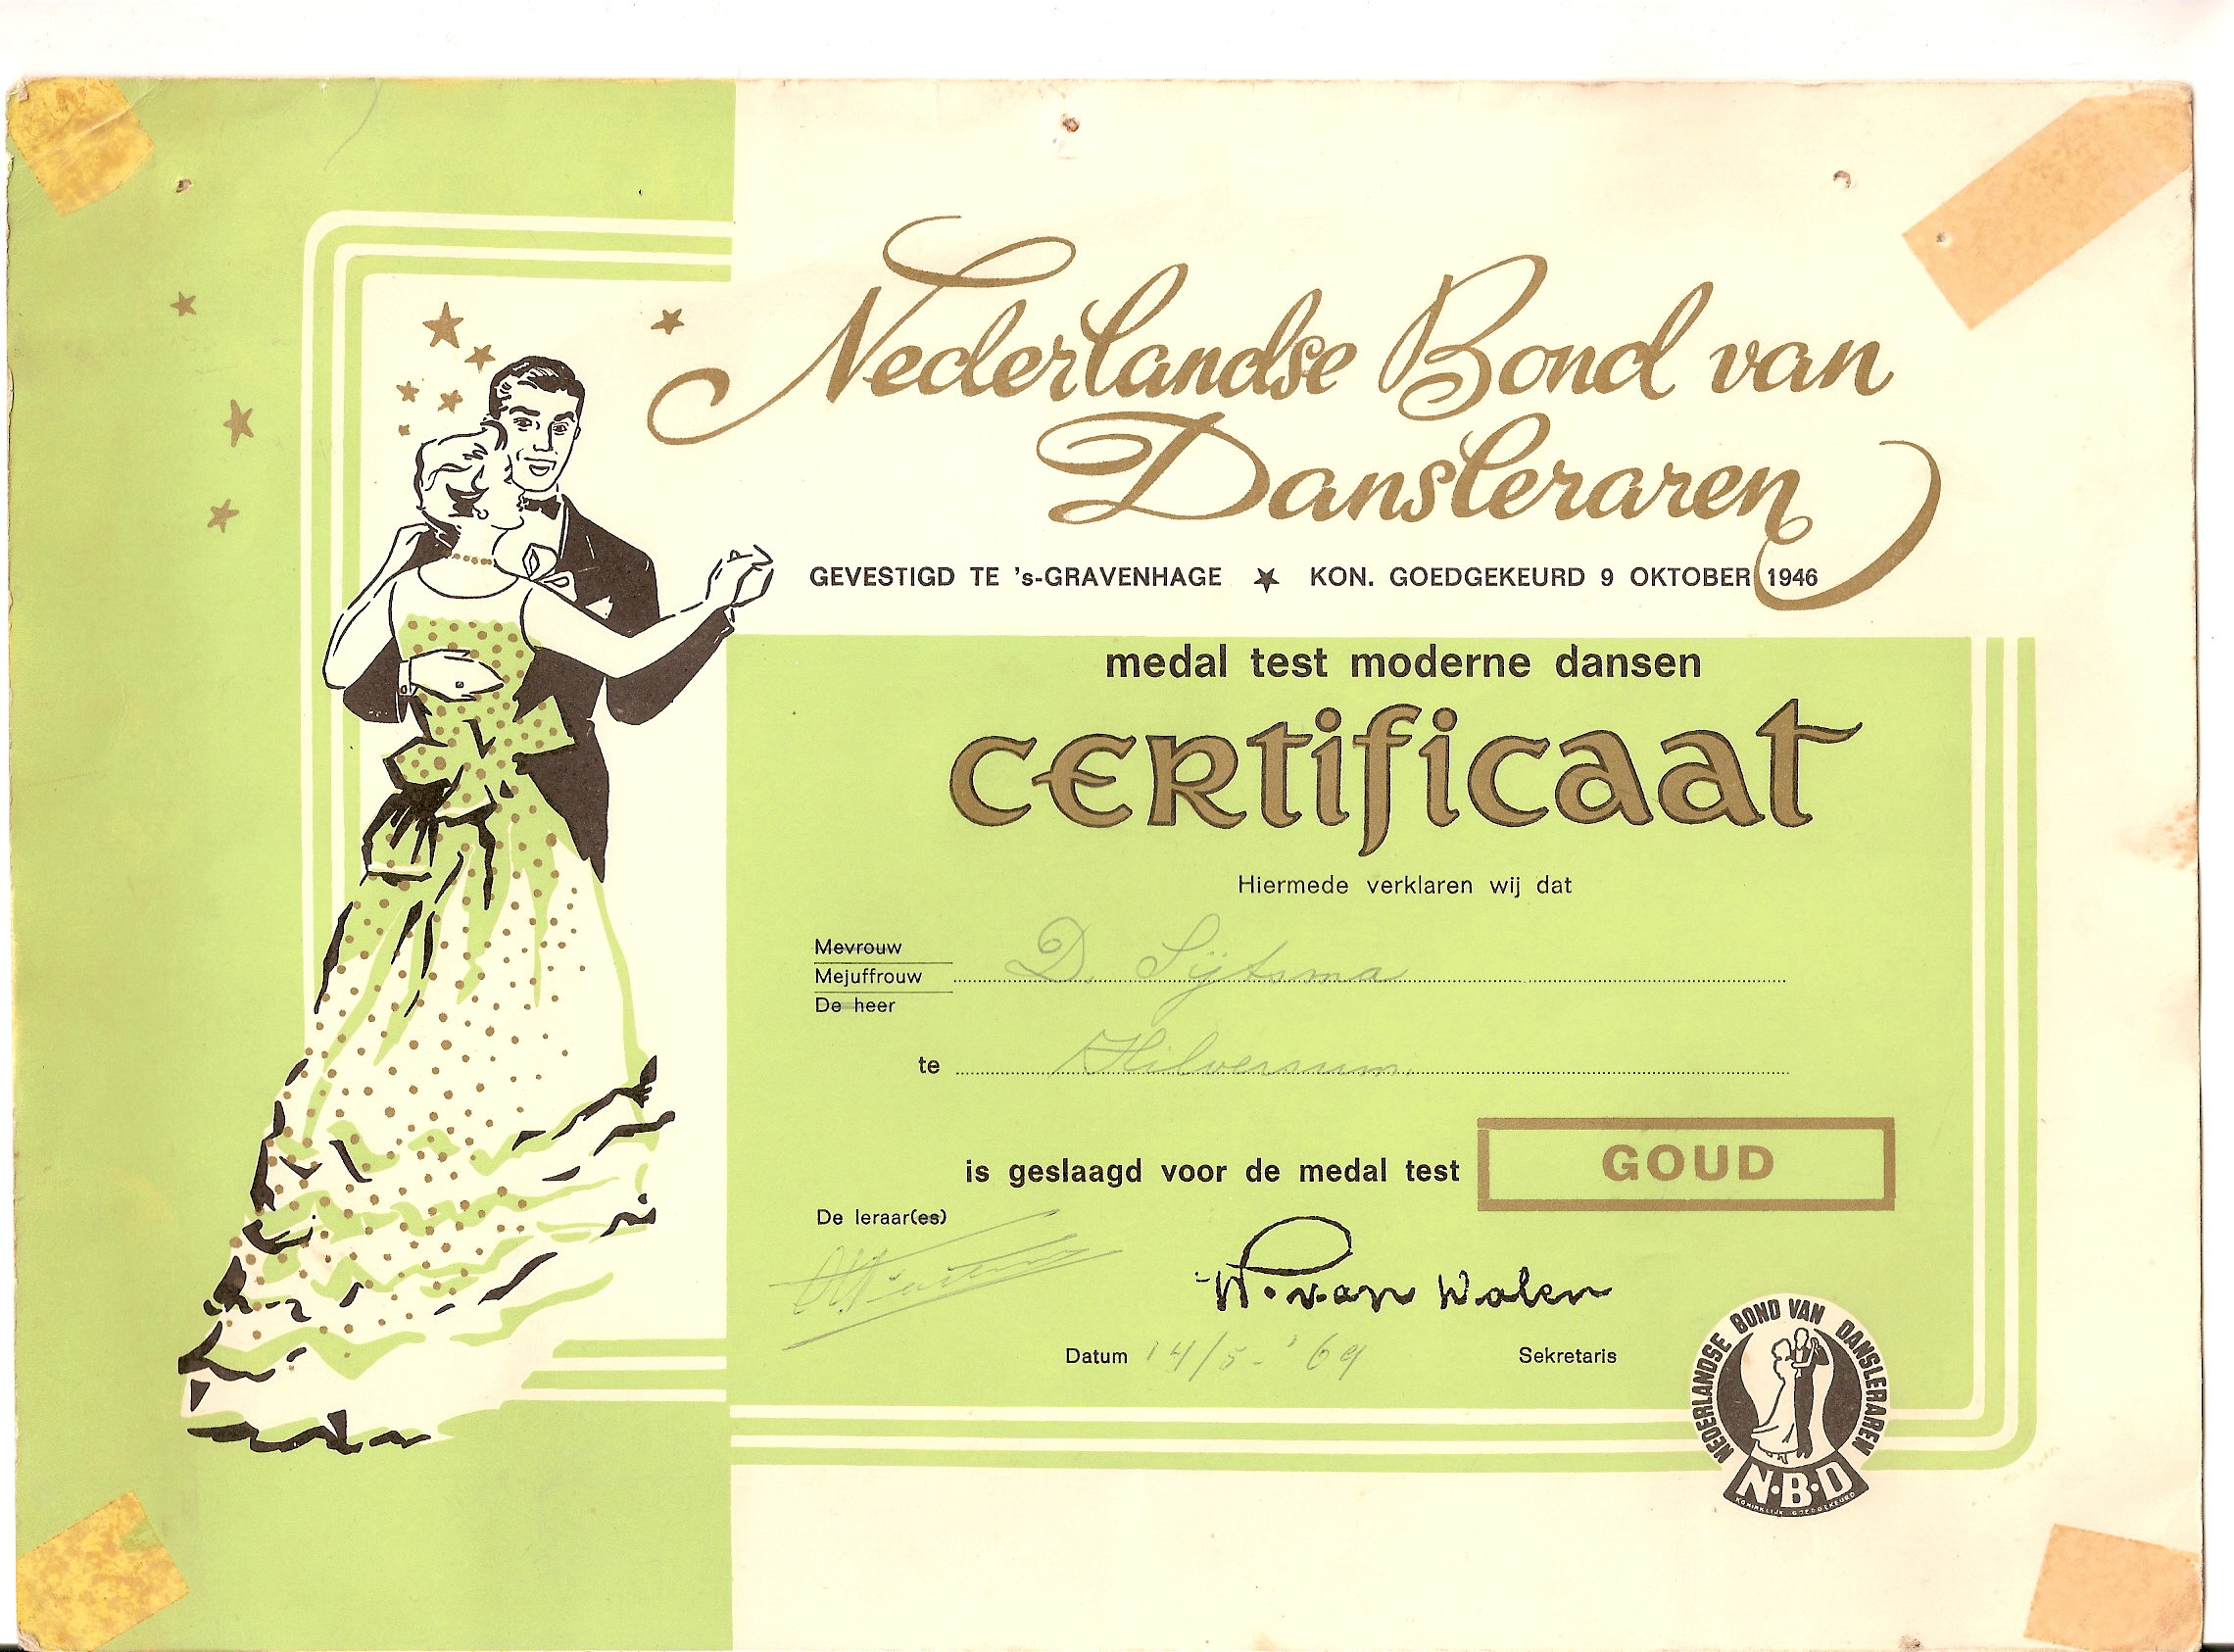 Nederlandse Bond van
Dansleraren
GEVESTIGD TE 's-GRAVENHAGE ★ KON. GOEDGEKEURD 9 OKTOBER 1946
medal test moderne dansen
certificaat
Hiermede verklaren wij dat
Mevrouw
Mejuffrouw D. Sijtsma
De heer
te Hilversum.
is geslaagd voor de medal test GOUD
De leraar(es)
W. van Walen
Datum 14/5-'69 Sekretaris
NEDERLANDSE BOND VAN DANSLERAREN
N·B·D
KONINKLIJK GOEDGEKEURD